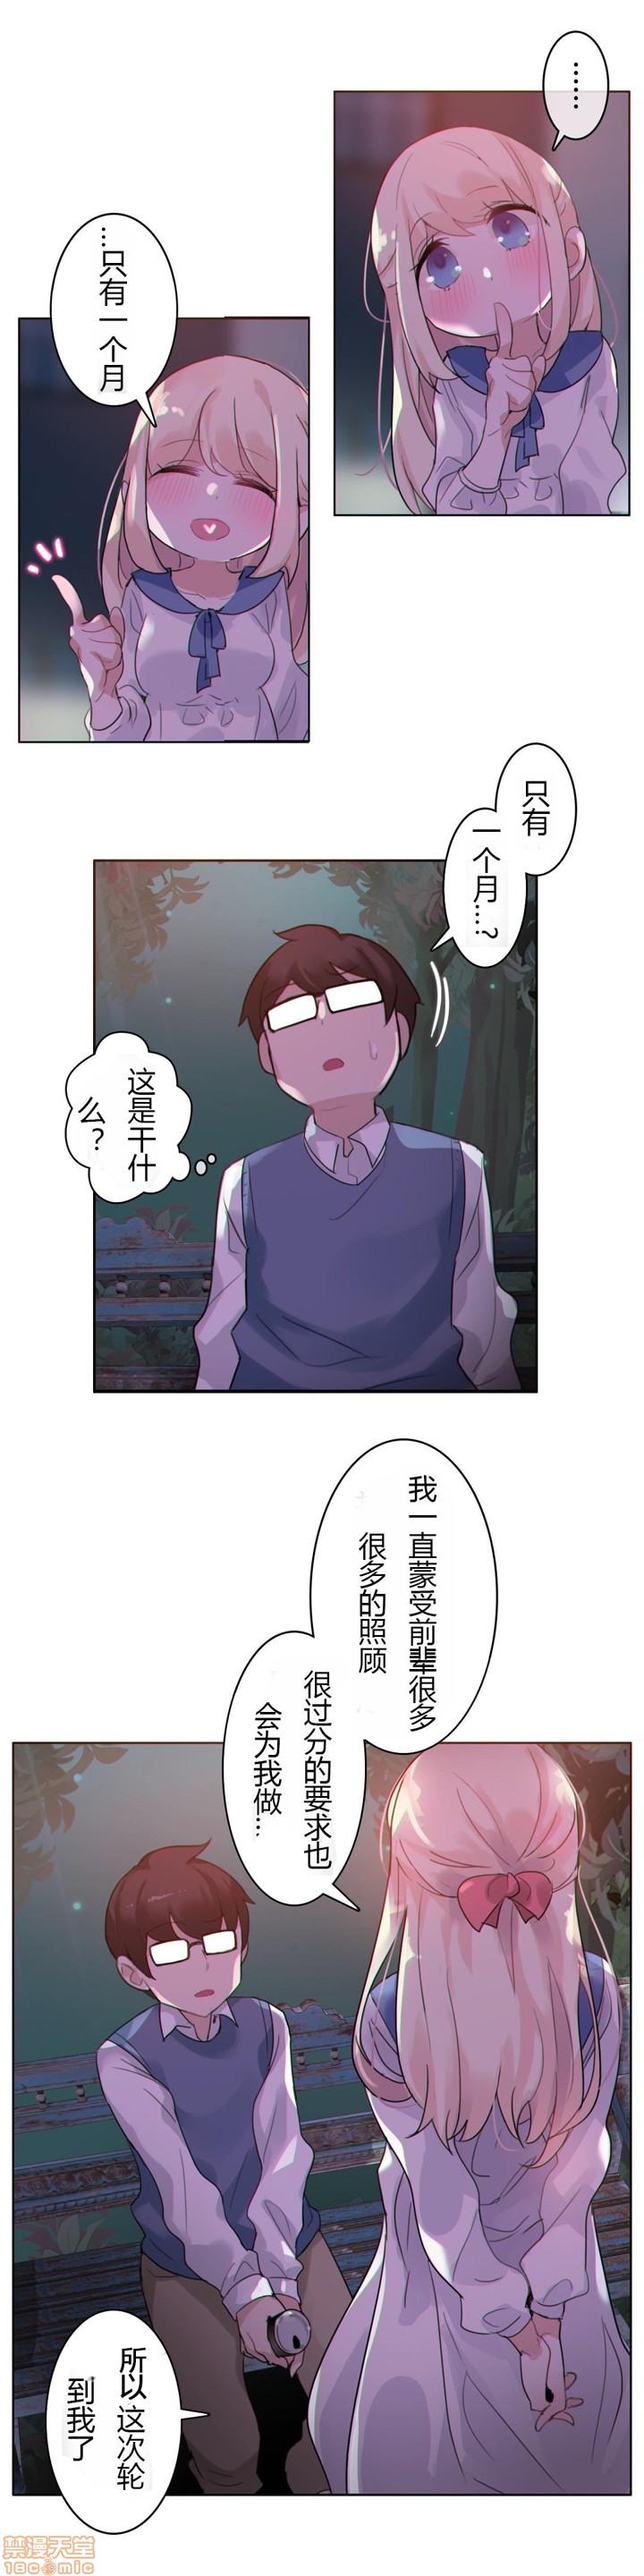 ......
...只有一个月
只有
一个月...?
这是干什
么?
我一直蒙受前辈很多
很多的照顾
很过分的要求也
会为我做...
所以这次轮
到我了
禁漫天堂
18comic